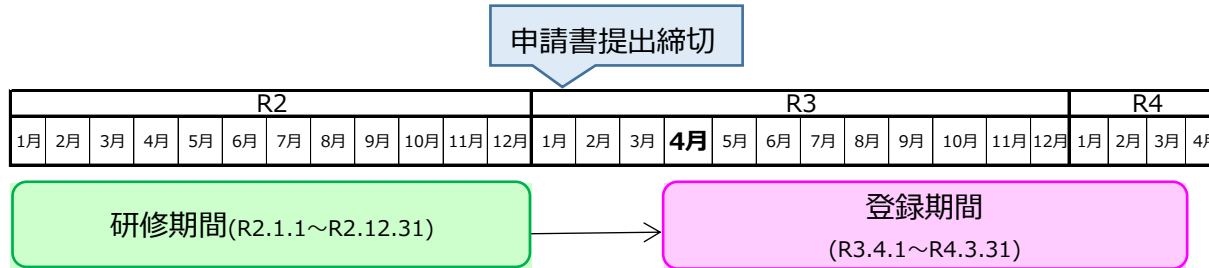 申請書提出締切
R2 R3 R4
1月 2月 3月 4月 5月 6月 7月 8月 9月 10月 11月 12月 1月 2月 3月 4月 5月 6月 7月 8月 9月 10月 11月 12月 1月 2月 3月 4月
研修期間(R2.1.1～R2.12.31)
登録期間
(R3.4.1～R4.3.31)